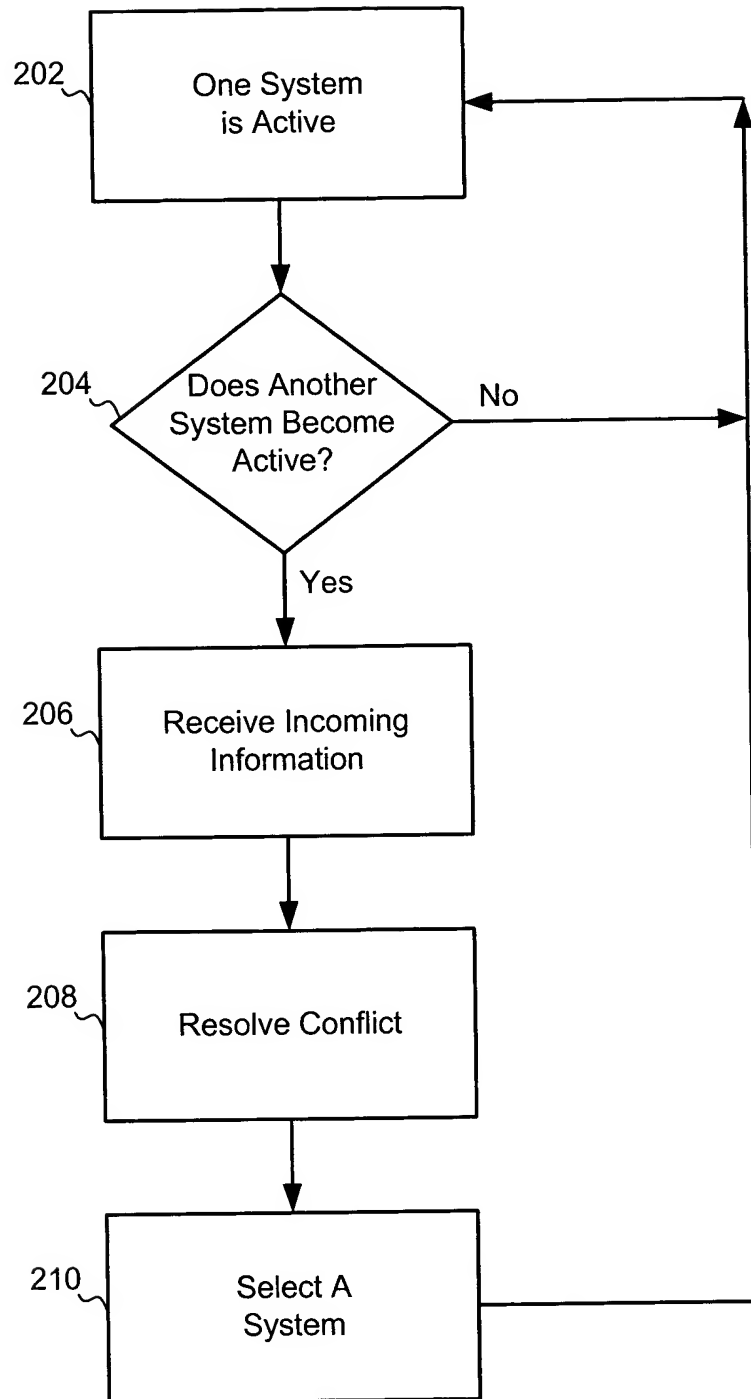 202
One System
is Active
204
Does Another
System Become
Active?
No
Yes
206
Receive Incoming
Information
208
Resolve Conflict
210
Select A
System